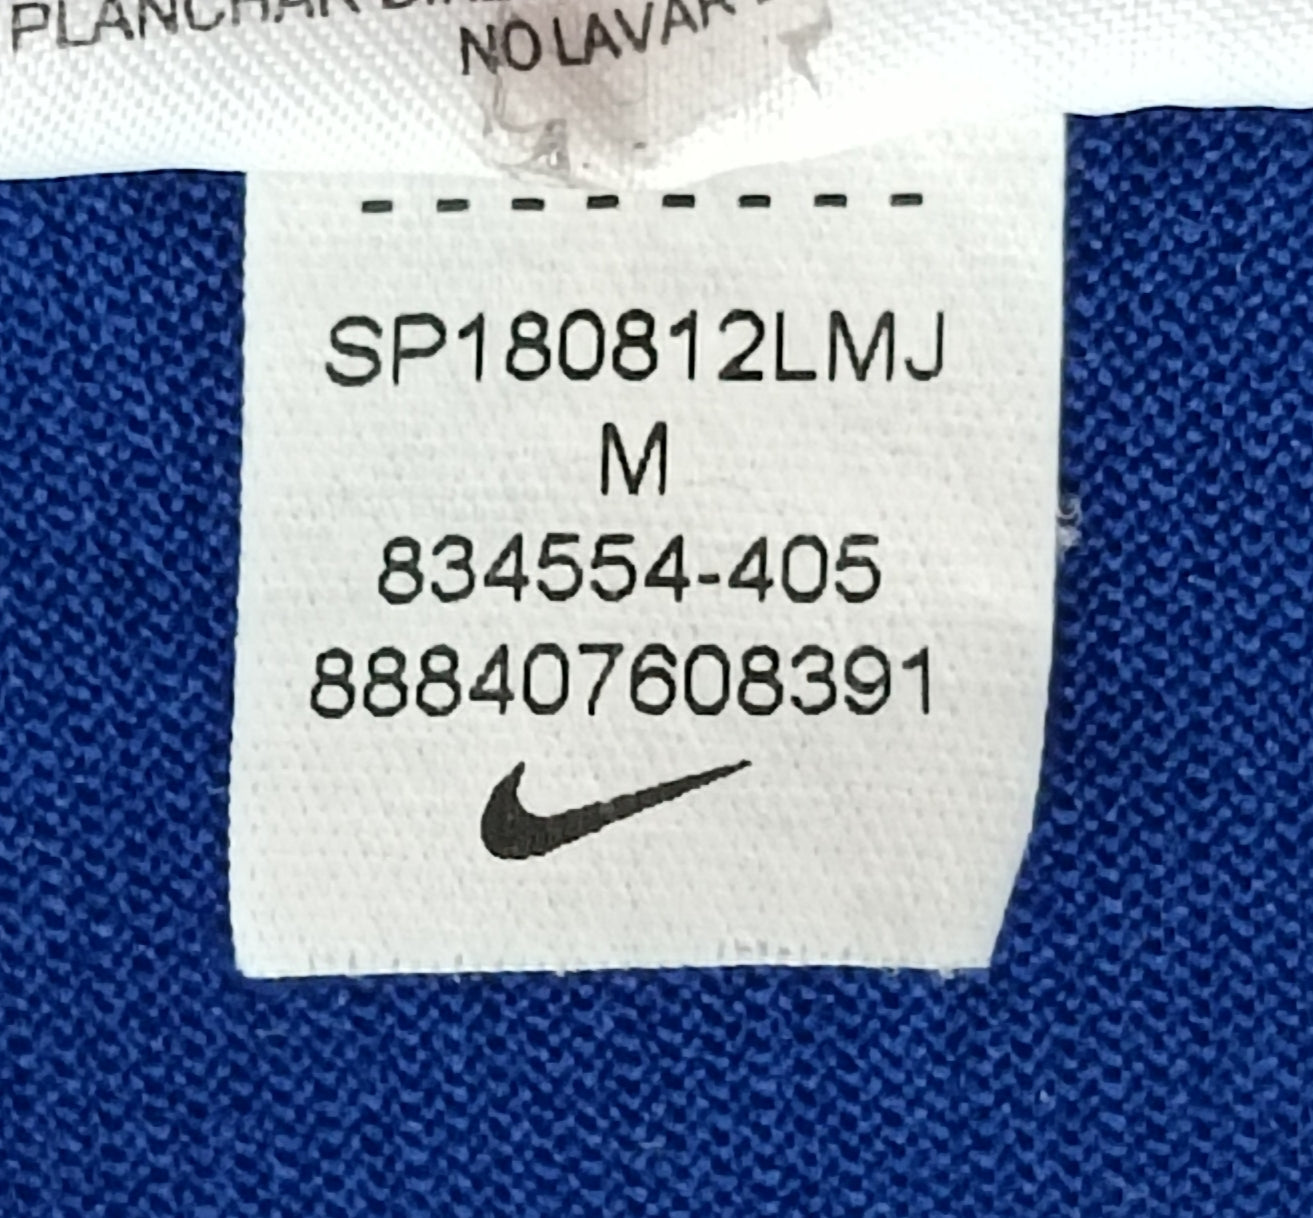 PLANCHAR
NO LAVAR
- - - - - - - -
SP180812LMJ
M
834554-405
888407608391